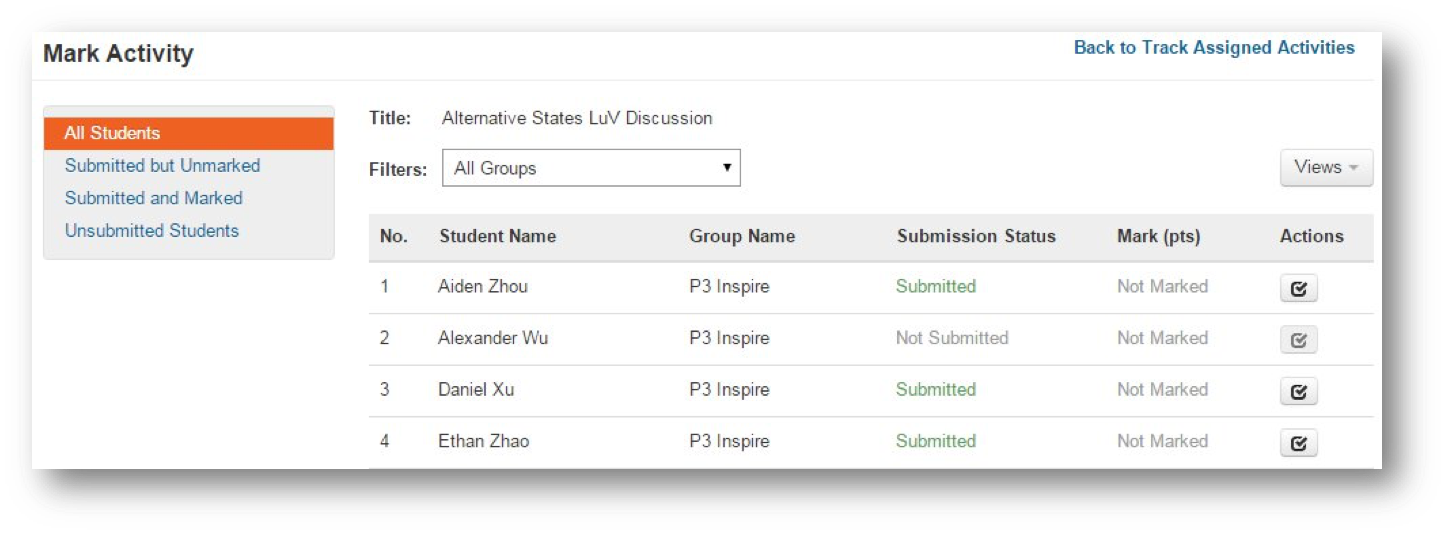 Mark Activity
Back to Track Assigned Activities
All Students
Submitted but Unmarked
Submitted and Marked
Unsubmitted Students
Title: Alternative States LuV Discussion
Filters: All Groups
Views
No. Student Name Group Name Submission Status Mark (pts) Actions
1 Aiden Zhou P3 Inspire Submitted Not Marked
2 Alexander Wu P3 Inspire Not Submitted Not Marked
3 Daniel Xu P3 Inspire Submitted Not Marked
4 Ethan Zhao P3 Inspire Submitted Not Marked